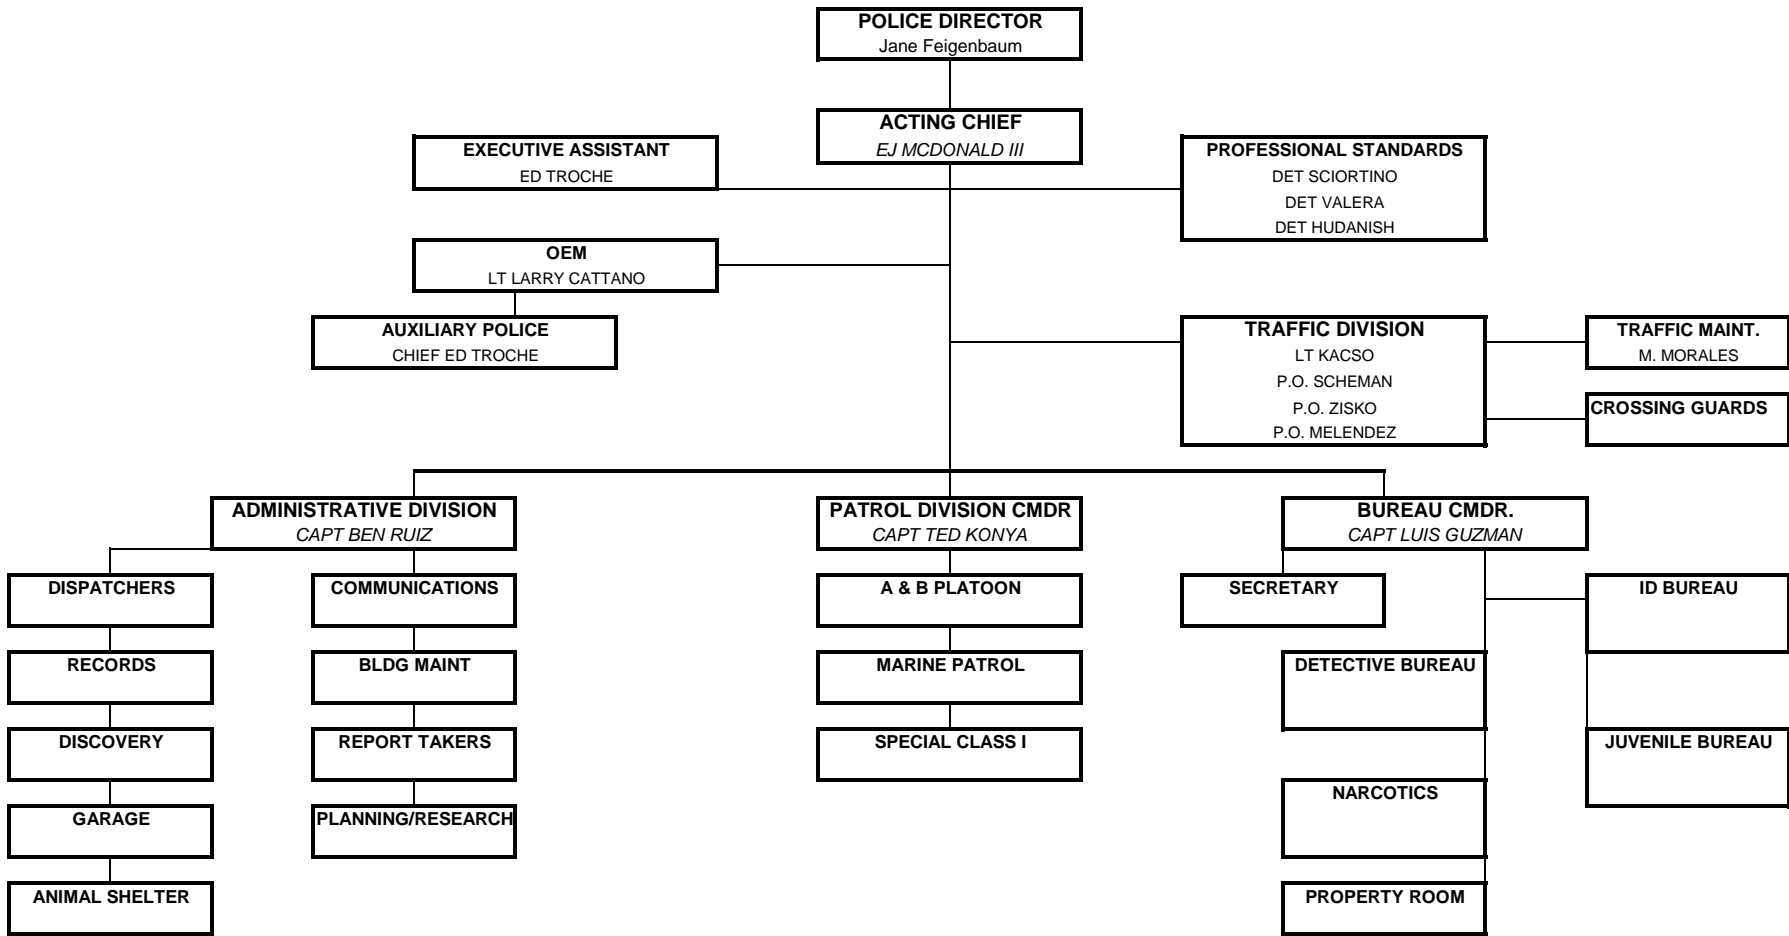 POLICE DIRECTOR
Jane Feigenbaum
ACTING CHIEF
EJ MCDONALD III
EXECUTIVE ASSISTANT
ED TROCHE
PROFESSIONAL STANDARDS
DET SCIORTINO
DET VALERA
DET HUDANISH
OEM
LT LARRY CATTANO
AUXILIARY POLICE
CHIEF ED TROCHE
TRAFFIC DIVISION
LT KACSO
P.O. SCHEMAN
P.O. ZISKO
P.O. MELENDEZ
TRAFFIC MAINT.
M. MORALES
CROSSING GUARDS
ADMINISTRATIVE DIVISION
CAPT BEN RUIZ
PATROL DIVISION CMDR
CAPT TED KONYA
BUREAU CMDR.
CAPT LUIS GUZMAN
DISPATCHERS
RECORDS
DISCOVERY
GARAGE
ANIMAL SHELTER
COMMUNICATIONS
BLDG MAINT
REPORT TAKERS
PLANNING/RESEARCH
A & B PLATOON
MARINE PATROL
SPECIAL CLASS I
SECRETARY
DETECTIVE BUREAU
NARCOTICS
PROPERTY ROOM
ID BUREAU
JUVENILE BUREAU